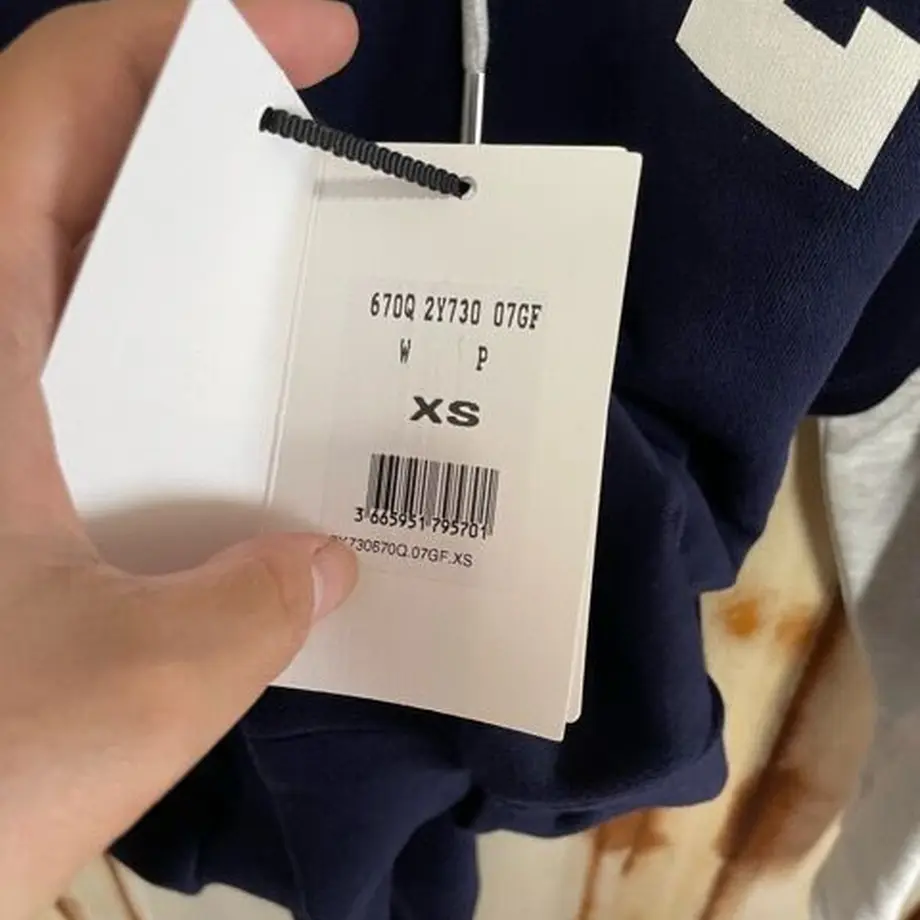 670Q 2Y730 07GF
W P
XS
3 665951 795701
2Y730670Q.07GF.XS